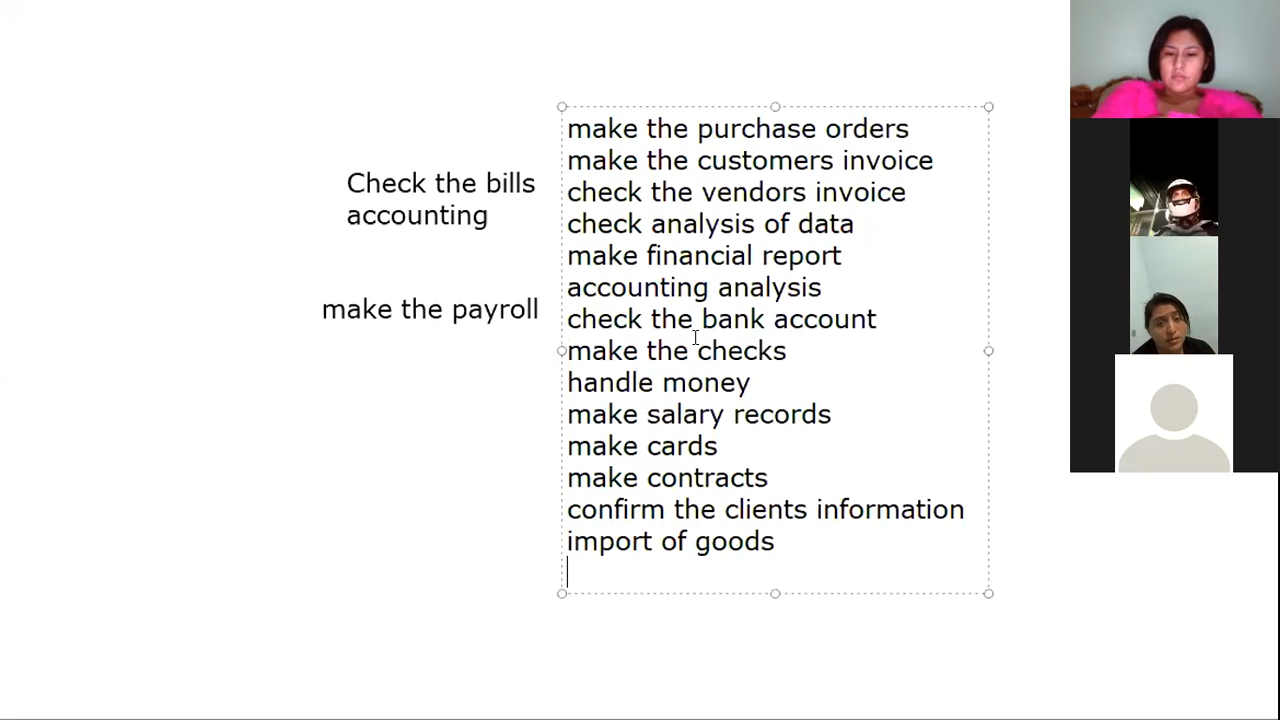 Check the bills
accounting
make the payroll
make the purchase orders
make the customers invoice
check the vendors invoice
check analysis of data
make financial report
accounting analysis
check the bank account
make the checks
handle money
make salary records
make cards
make contracts
confirm the clients information
import of goods